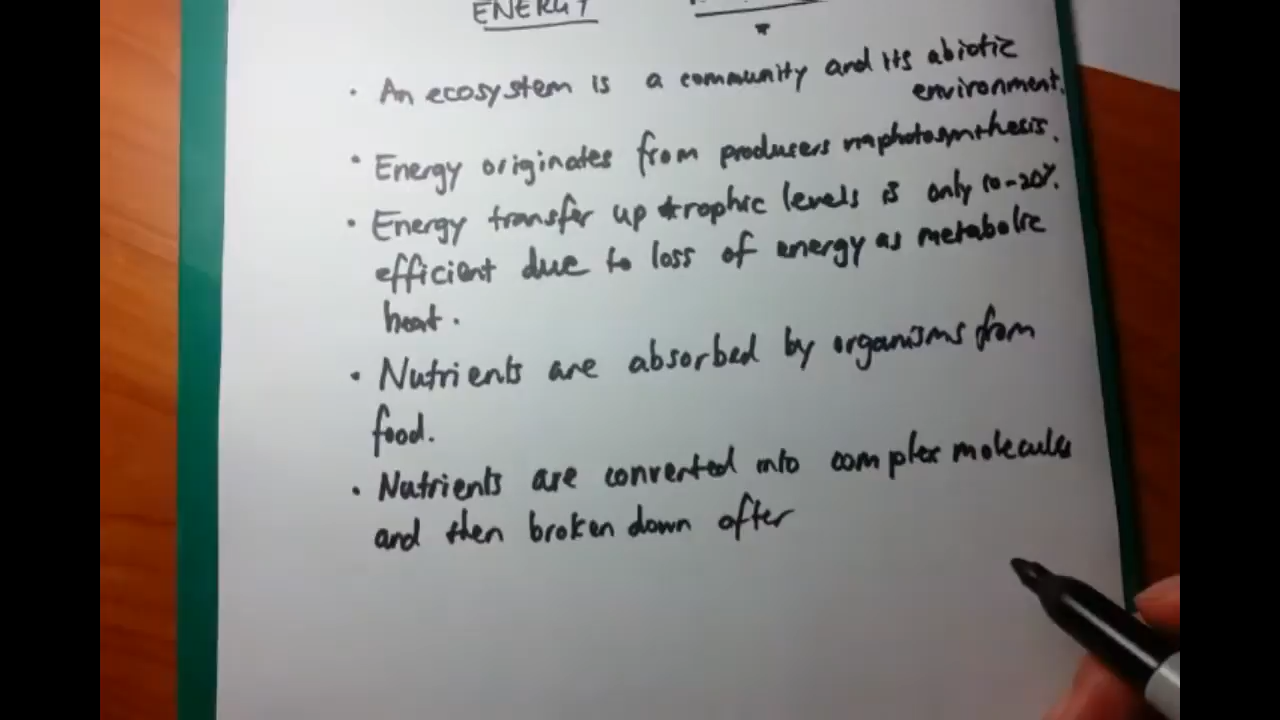 ENERGY
• An ecosystem is a community and its abiotic
environment.
• Energy originates from producers via photosynthesis.
• Energy transfer up trophic levels is only 10-20%
efficient due to loss of energy as metabolic
heat.
• Nutrients are absorbed by organisms from
food.
• Nutrients are converted into complex molecules
and then broken down after